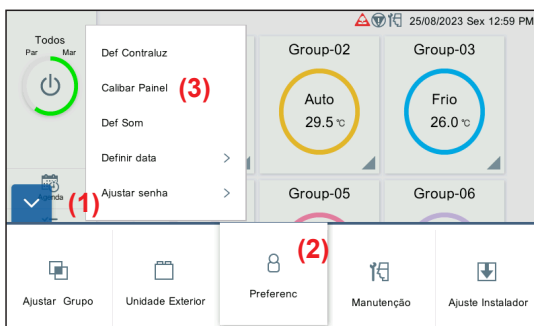 25/08/2023 Sex 12:59 PM
Todos
Par Mar
Def Contraluz
Calibar Painel (3)
Def Som
Definir data >
Ajustar senha >
Group-02
Auto
29.5 °C
Group-03
Frio
26.0 °C
Agenda
(1)
Group-05
Group-06
(2)
Ajustar Grupo
Unidade Exterior
Preferenc
Manutenção
Ajuste Instalador